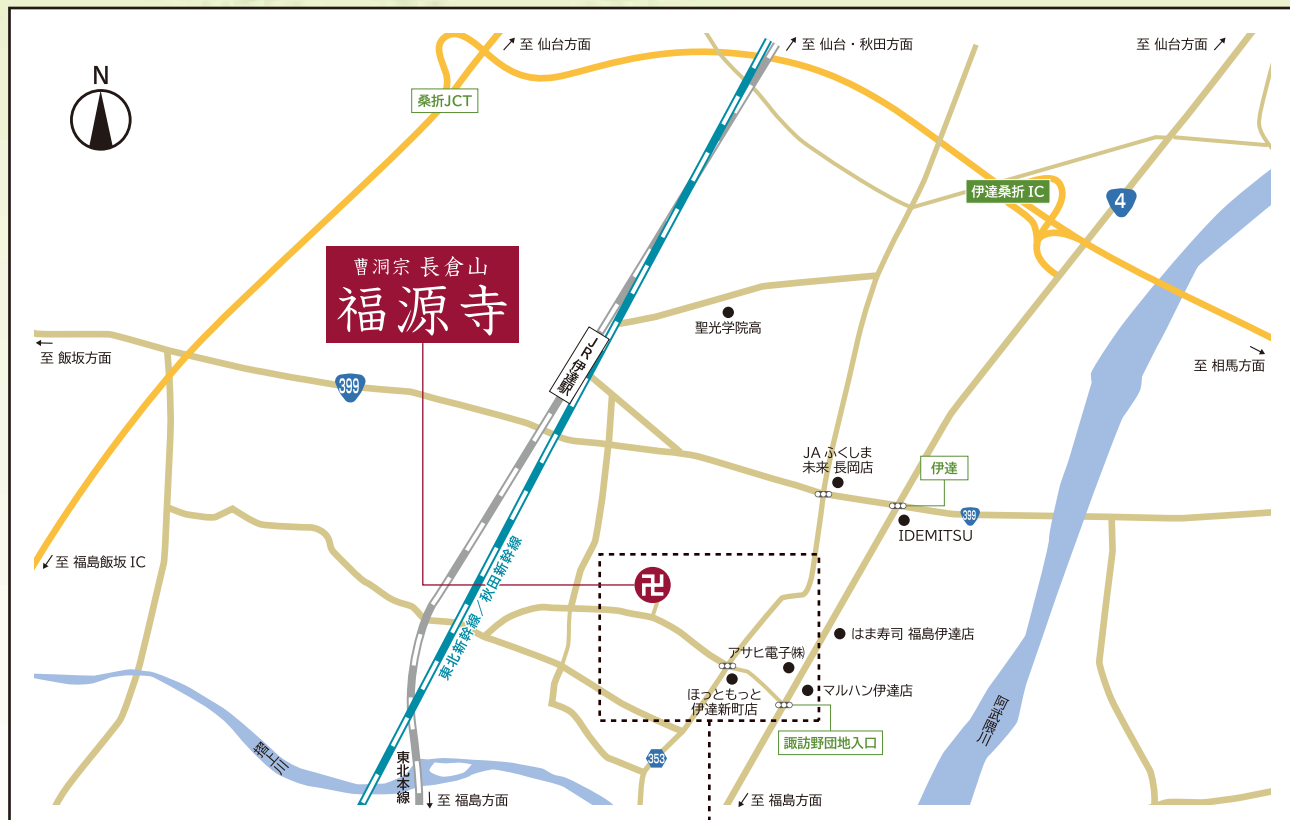 至 仙台方面
至 仙台・秋田方面
至 仙台方面
N
桑折JCT
伊達桑折 IC
4
曹洞宗 長倉山
福源寺
聖光学院高
JR 伊達駅
至 飯坂方面
399
至 相馬方面
JA ふくしま
未来 長岡店
伊達
399
IDEMITSU
至 福島飯坂 IC
東北新幹線／秋田新幹線
卍
はま寿司 福島伊達店
アサヒ電子㈱
マルハン伊達店
ほっともっと
伊達新町店
諏訪野団地入口
阿武隈川
摺上川
353
東北本線
至 福島方面
至 福島方面